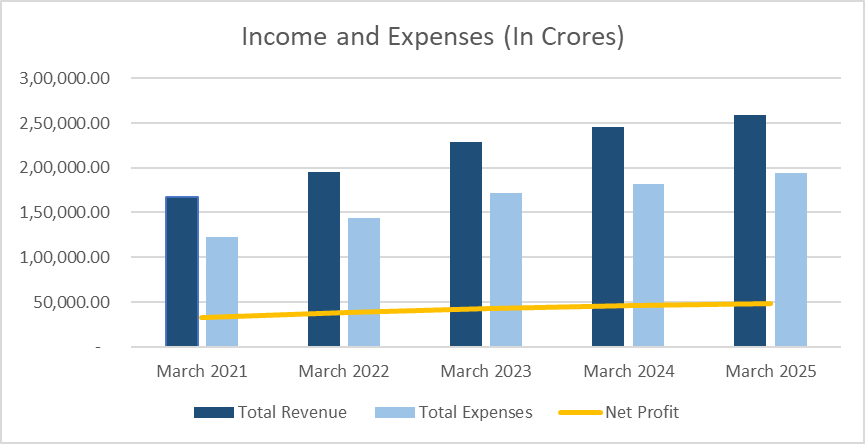 Income and Expenses (In Crores)
3,00,000.00
2,50,000.00
2,00,000.00
1,50,000.00
1,00,000.00
50,000.00
-
March 2021 March 2022 March 2023 March 2024 March 2025
Total Revenue Total Expenses Net Profit